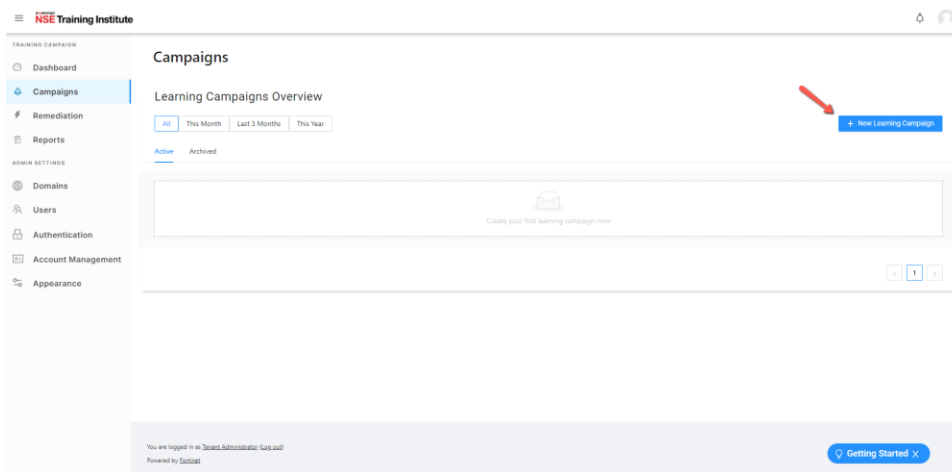 FORTINET
NSE Training Institute
TRAINING CAMPAIGN
Dashboard
Campaigns
Remediation
Reports
ADMIN SETTINGS
Domains
Users
Authentication
Account Management
Appearance
Campaigns
Learning Campaigns Overview
All This Month Last 3 Months This Year
+ New Learning Campaign
Active Archived
Create your first learning campaign now
< 1 >
You are logged in as Tenant Administrator (Log out)
Powered by Fortinet
Getting Started X